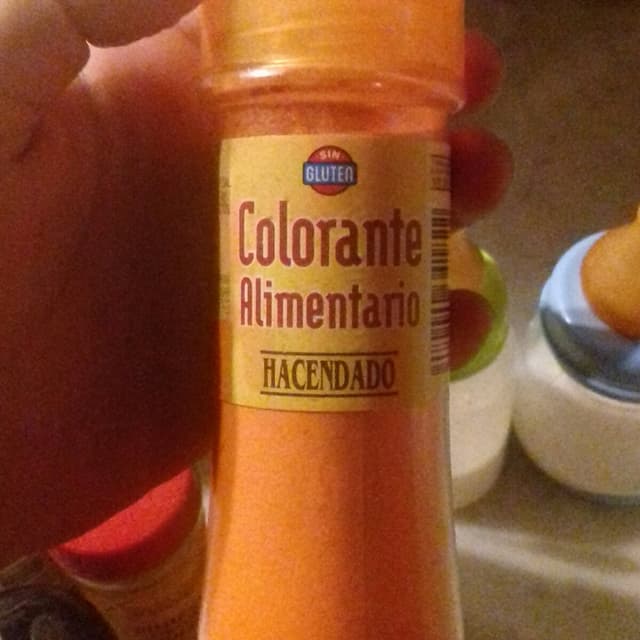 SIN
GLUTEN
Colorante
Alimentario
HACENDADO